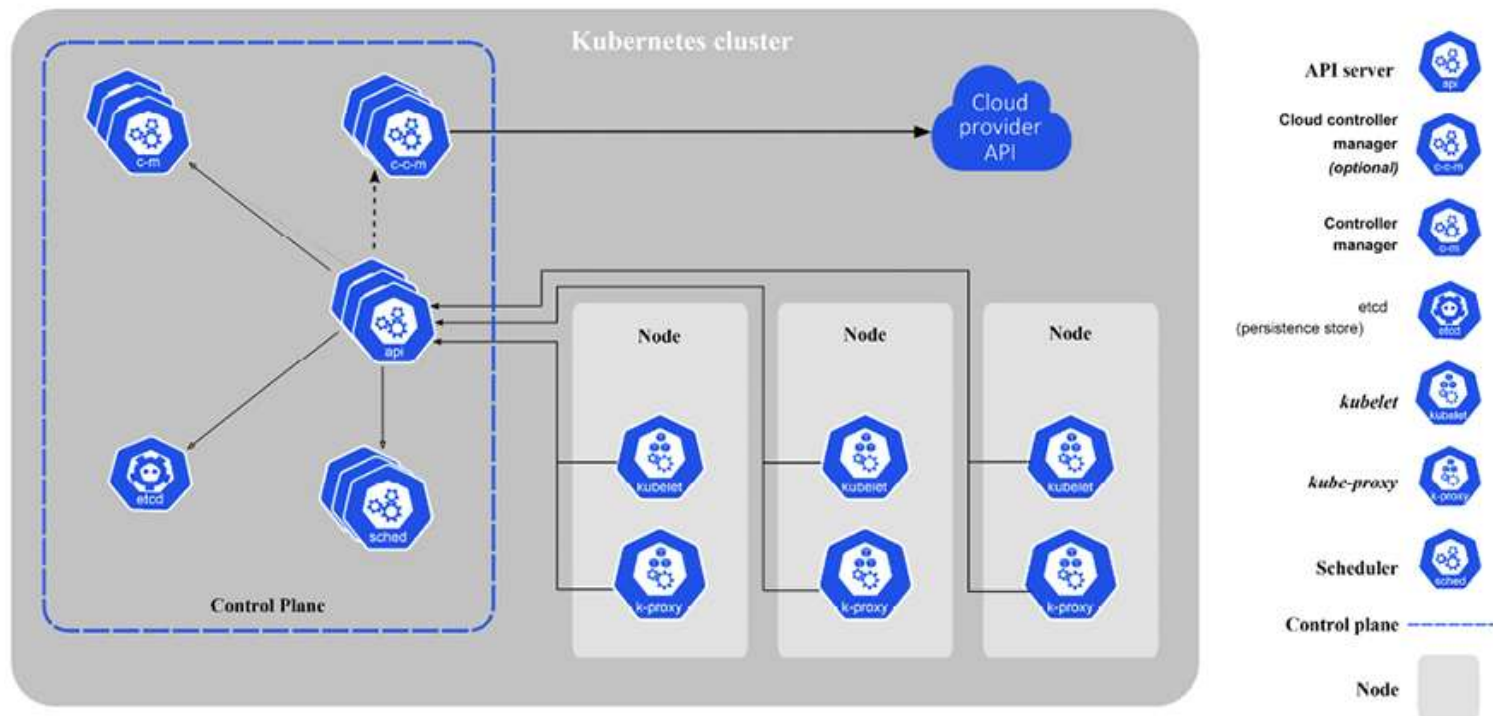 Kubernetes cluster
c-m
c-c-m
Cloud
provider
API
api
etcd
sched
Control Plane
Node
Node
Node
kubelet
kubelet
kubelet
k-proxy
k-proxy
k-proxy
API server
api
Cloud controller
manager
(optional)
c-c-m
Controller
manager
c-m
etcd
(persistence store)
etcd
kubelet
kubelet
kube-proxy
k-proxy
Scheduler
sched
Control plane
Node